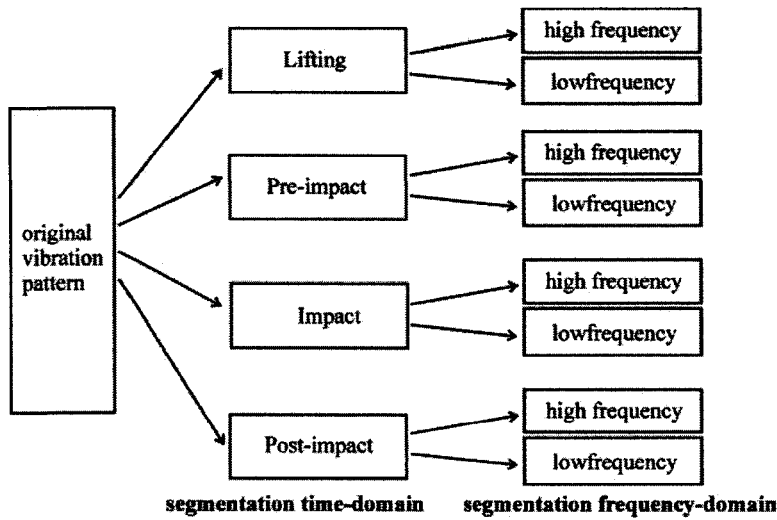 original
vibration
pattern
Lifting
high frequency
lowfrequency
Pre-impact
high frequency
lowfrequency
Impact
high frequency
lowfrequency
Post-impact
high frequency
lowfrequency
segmentation time-domain
segmentation frequency-domain